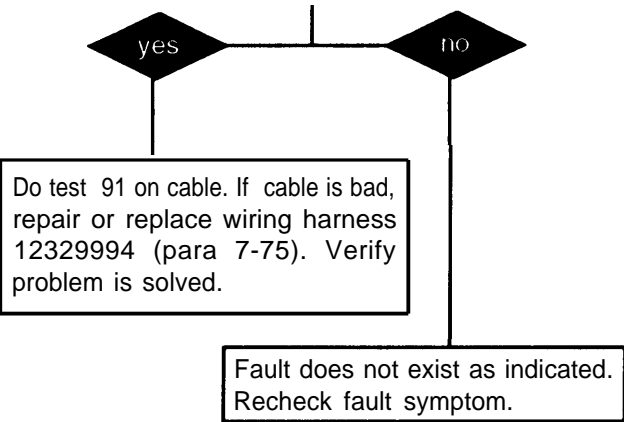 yes
no
Do test 91 on cable. If cable is bad,
repair or replace wiring harness
12329994 (para 7-75). Verify
problem is solved.
Fault does not exist as indicated.
Recheck fault symptom.